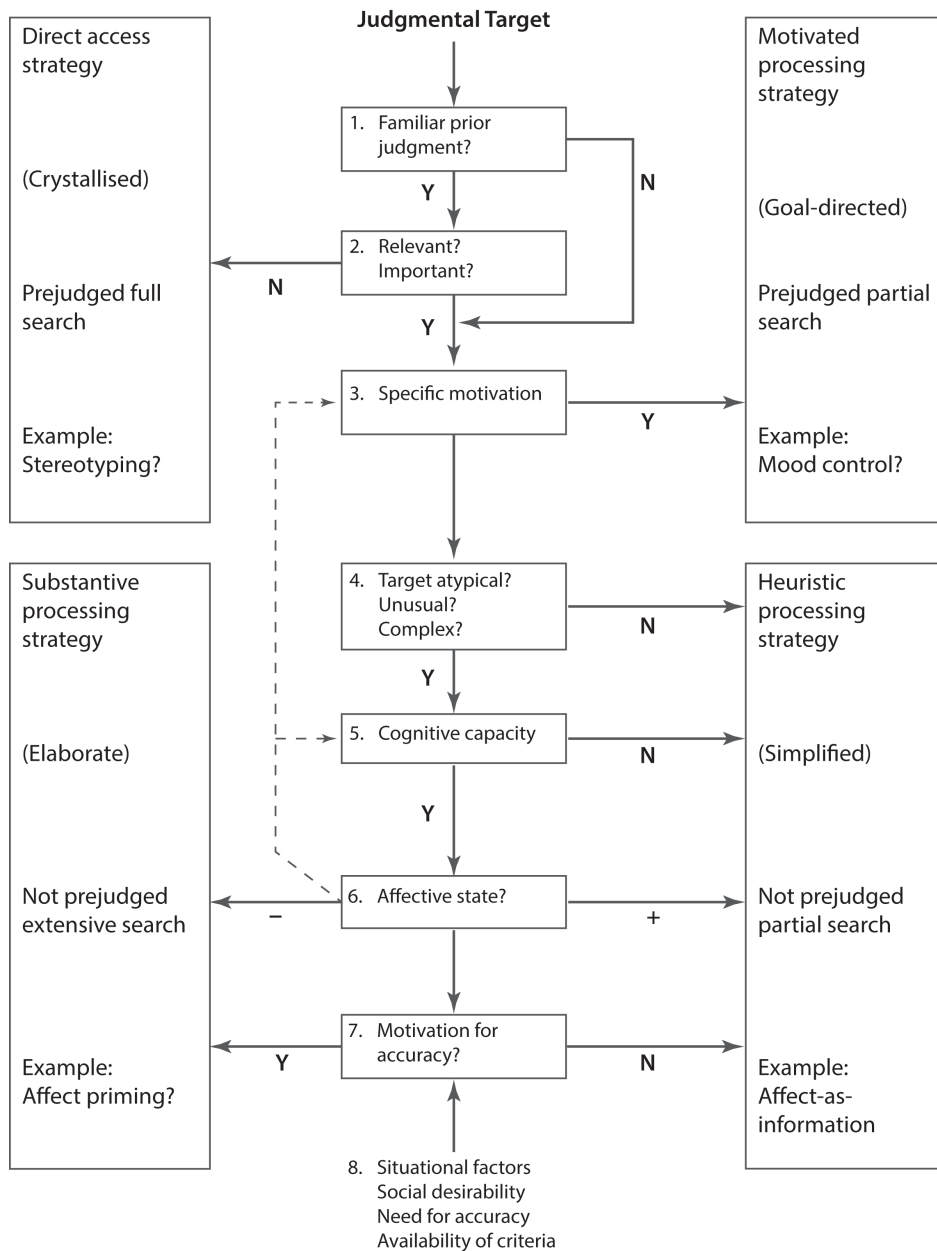 Judgmental Target
Direct access
strategy
(Crystallised)
Prejudged full
search
Example:
Stereotyping?
Motivated
processing
strategy
(Goal-directed)
Prejudged partial
search
Example:
Mood control?
1. Familiar prior
judgment?
N
Y
2. Relevant?
Important?
N
Y
3. Specific motivation
Y
4. Target atypical?
Unusual?
Complex?
N
Y
5. Cognitive capacity
N
Y
6. Affective state?
–
+
7. Motivation for
accuracy?
Y
N
8. Situational factors
Social desirability
Need for accuracy
Availability of criteria
Substantive
processing
strategy
(Elaborate)
Not prejudged
extensive search
Example:
Affect priming?
Heuristic
processing
strategy
(Simplified)
Not prejudged
partial search
Example:
Affect-as-
information